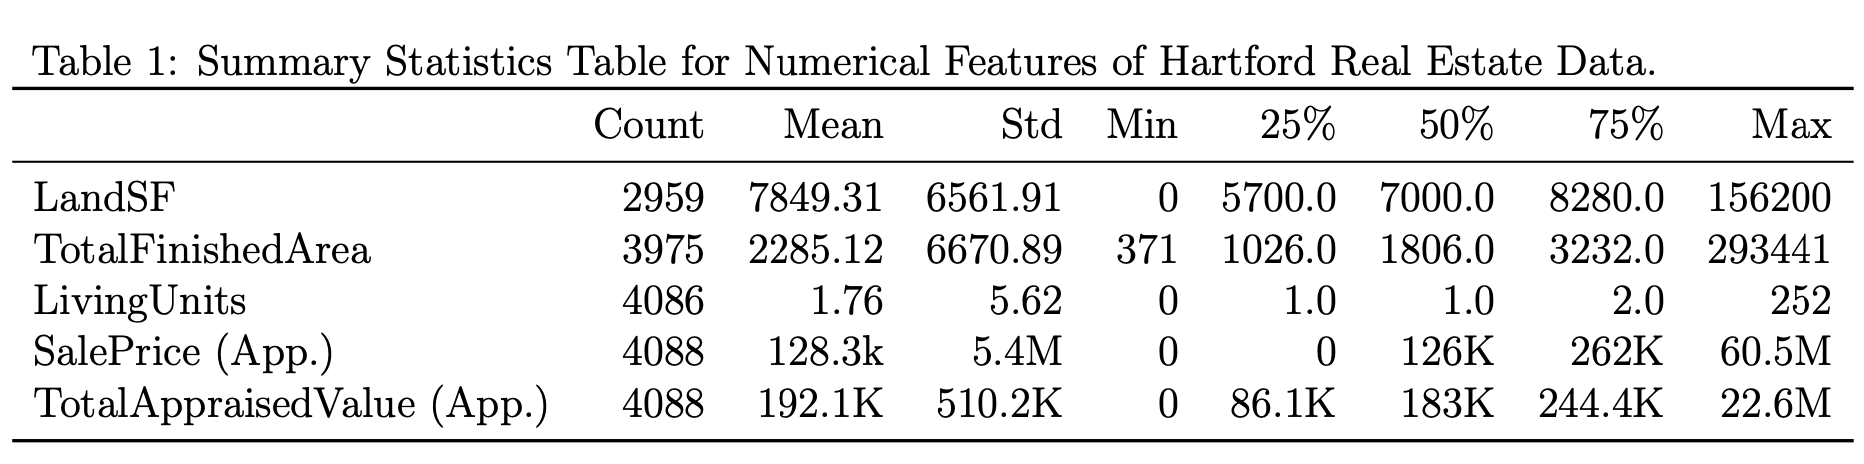 Table 1: Summary Statistics Table for Numerical Features of Hartford Real Estate Data.
Count Mean Std Min 25% 50% 75% Max
LandSF 2959 7849.31 6561.91 0 5700.0 7000.0 8280.0 156200
TotalFinishedArea 3975 2285.12 6670.89 371 1026.0 1806.0 3232.0 293441
LivingUnits 4086 1.76 5.62 0 1.0 1.0 2.0 252
SalePrice (App.) 4088 128.3k 5.4M 0 0 126K 262K 60.5M
TotalAppraisedValue (App.) 4088 192.1K 510.2K 0 86.1K 183K 244.4K 22.6M